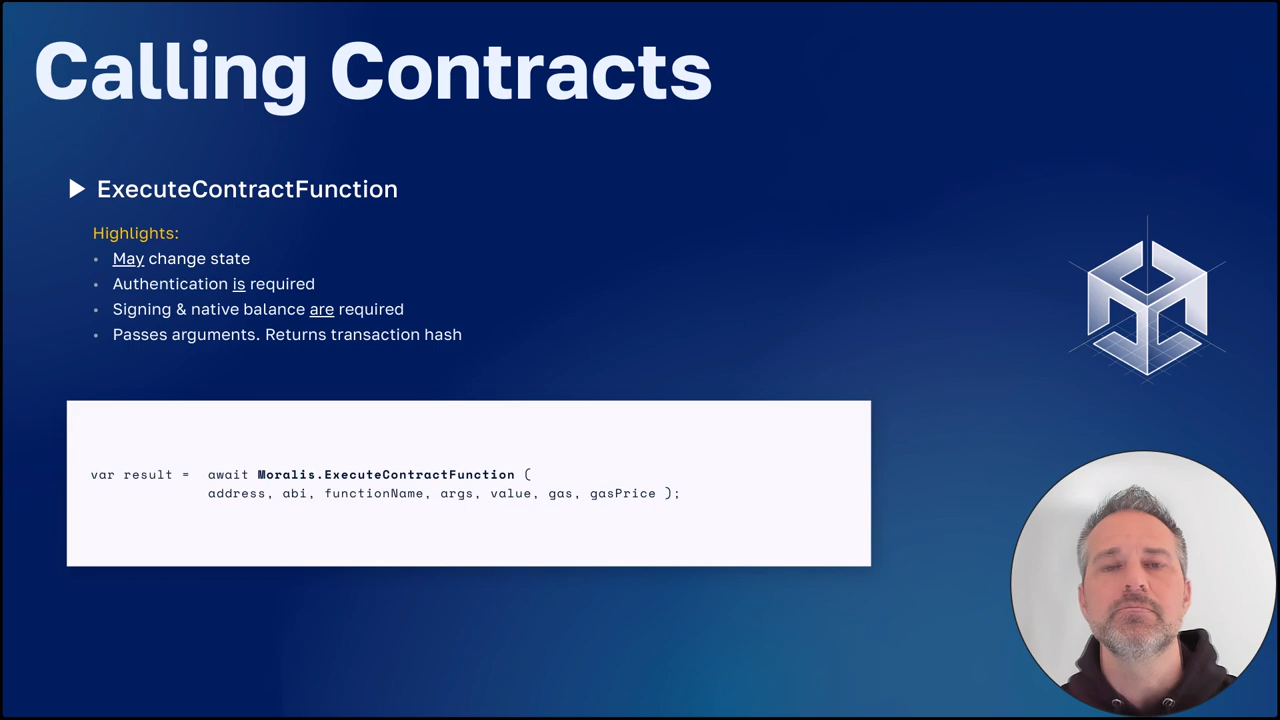 Calling Contracts
ExecuteContractFunction
Highlights:
• May change state
• Authentication is required
• Signing & native balance are required
• Passes arguments. Returns transaction hash
var result = await Moralis.ExecuteContractFunction (
address, abi, functionName, args, value, gas, gasPrice );